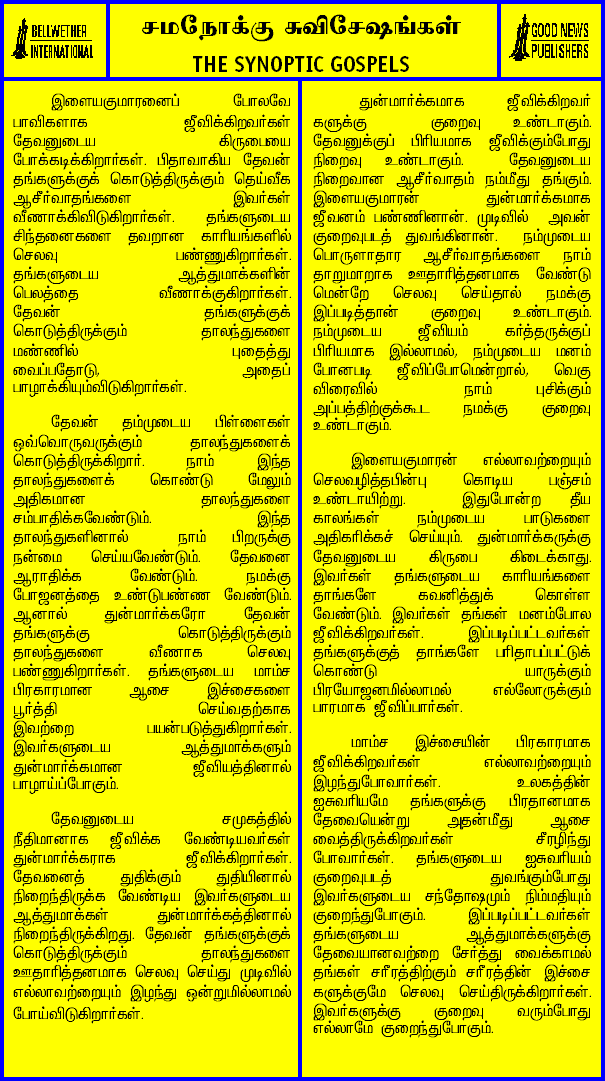 BELLWETHER
INTERNATIONAL
சமநோக்கு சுவிசேஷங்கள்
THE SYNOPTIC GOSPELS
GOOD NEWS
PUBLISHERS
இளையகுமாரனைப் போலவே
பாவிகளாக ஜீவிக்கிறவர்கள்
தேவனுடைய கிருபையை
போக்கடிக்கிறார்கள். பிதாவாகிய தேவன்
தங்களுக்குக் கொடுத்திருக்கும் தெய்வீக
ஆசீர்வாதங்களை இவர்கள்
வீணாக்கிவிடுகிறார்கள். தங்களுடைய
சிந்தனைகளை தவறான காரியங்களில்
செலவு பண்ணுகிறார்கள்.
தங்களுடைய ஆத்துமாக்களின்
பெலத்தை வீணாக்குகிறார்கள்.
தேவன் தங்களுக்குக்
கொடுத்திருக்கும் தாலந்துகளை
மண்ணில் புதைத்து
வைப்பதோடு, அதைப்
பாழாக்கியும்விடுகிறார்கள்.
தேவன் தம்முடைய பிள்ளைகள்
ஒவ்வொருவருக்கும் தாலந்துகளைக்
கொடுத்திருக்கிறார். நாம் இந்த
தாலந்துகளைக் கொண்டு மேலும்
அதிகமான தாலந்துகளை
சம்பாதிக்கவேண்டும். இந்த
தாலந்துகளினால் நாம் பிறருக்கு
நன்மை செய்யவேண்டும். தேவனை
ஆராதிக்க வேண்டும். நமக்கு
போஜனத்தை உண்டுபண்ண வேண்டும்.
ஆனால் துன்மார்க்கரோ தேவன்
தங்களுக்கு கொடுத்திருக்கும்
தாலந்துகளை வீணாக செலவு
பண்ணுகிறார்கள். தங்களுடைய மாம்ச
பிரகாரமான ஆசை இச்சைகளை
பூர்த்தி செய்வதற்காக
இவற்றை பயன்படுத்துகிறார்கள்.
இவர்களுடைய ஆத்துமாக்களும்
துன்மார்க்கமான ஜீவியத்தினால்
பாழாய்ப்போகும்.
தேவனுடைய சமுகத்தில்
நீதிமானாக ஜீவிக்க வேண்டியவர்கள்
துன்மார்க்கராக ஜீவிக்கிறார்கள்.
தேவனைத் துதிக்கும் துதியினால்
நிறைந்திருக்க வேண்டிய இவர்களுடைய
ஆத்துமாக்கள் துன்மார்க்கத்தினால்
நிறைந்திருக்கிறது. தேவன் தங்களுக்குக்
கொடுத்திருக்கும் தாலந்துகளை
ஊதாரித்தனமாக செலவு செய்து முடிவில்
எல்லாவற்றையும் இழந்து ஒன்றுமில்லாமல்
போய்விடுகிறார்கள்.
துன்மார்க்கமாக ஜீவிக்கிறவர்
களுக்கு குறைவு உண்டாகும்.
தேவனுக்குப் பிரியமாக ஜீவிக்கும்போது
நிறைவு உண்டாகும். தேவனுடைய
நிறைவான ஆசீர்வாதம் நம்மீது தங்கும்.
இளையகுமாரன் துன்மார்க்கமாக
ஜீவனம் பண்ணினான். முடிவில் அவன்
குறைவுபடத் துவங்கினான். நம்முடைய
பொருளாதார ஆசீர்வாதங்களை நாம்
தாறுமாறாக ஊதாரித்தனமாக வேண்டு
மென்றே செலவு செய்தால் நமக்கு
இப்படித்தான் குறைவு உண்டாகும்.
நம்முடைய ஜீவியம் கர்த்தருக்குப்
பிரியமாக இல்லாமல், நம்முடைய மனம்
போனபடி ஜீவிப்போமென்றால், வெகு
விரைவில் நாம் புசிக்கும்
அப்பத்திற்குக்கூட நமக்கு குறைவு
உண்டாகும்.
இளையகுமாரன் எல்லாவற்றையும்
செலவழித்தபின்பு கொடிய பஞ்சம்
உண்டாயிற்று. இதுபோன்ற தீய
காலங்கள் நம்முடைய பாடுகளை
அதிகரிக்கச் செய்யும். துன்மார்க்கருக்கு
தேவனுடைய கிருபை கிடைக்காது.
இவர்கள் தங்களுடைய காரியங்களை
தாங்களே கவனித்துக் கொள்ள
வேண்டும். இவர்கள் தங்கள் மனம்போல
ஜீவிக்கிறவர்கள். இப்படிப்பட்டவர்கள்
தங்களுக்குத் தாங்களே பரிதாபப்பட்டுக்
கொண்டு யாருக்கும்
பிரயோஜனமில்லாமல் எல்லோருக்கும்
பாரமாக ஜீவிப்பார்கள்.
மாம்ச இச்சையின் பிரகாரமாக
ஜீவிக்கிறவர்கள் எல்லாவற்றையும்
இழந்துபோவார்கள். உலகத்தின்
ஐசுவரியமே தங்களுக்கு பிரதானமாக
தேவையென்று அதன்மீது ஆசை
வைத்திருக்கிறவர்கள் சீரழிந்து
போவார்கள். தங்களுடைய ஐசுவரியம்
குறைவுபடத் துவங்கும்போது
இவர்களுடைய சந்தோஷமும் நிம்மதியும்
குறைந்துபோகும். இப்படிப்பட்டவர்கள்
தங்களுடைய ஆத்துமாக்களுக்கு
தேவையானவற்றை சேர்த்து வைக்காமல்
தங்கள் சரீரத்திற்கும் சரீரத்தின் இச்சை
களுக்குமே செலவு செய்திருக்கிறார்கள்.
இவர்களுக்கு குறைவு வரும்போது
எல்லாமே குறைந்துபோகும்.